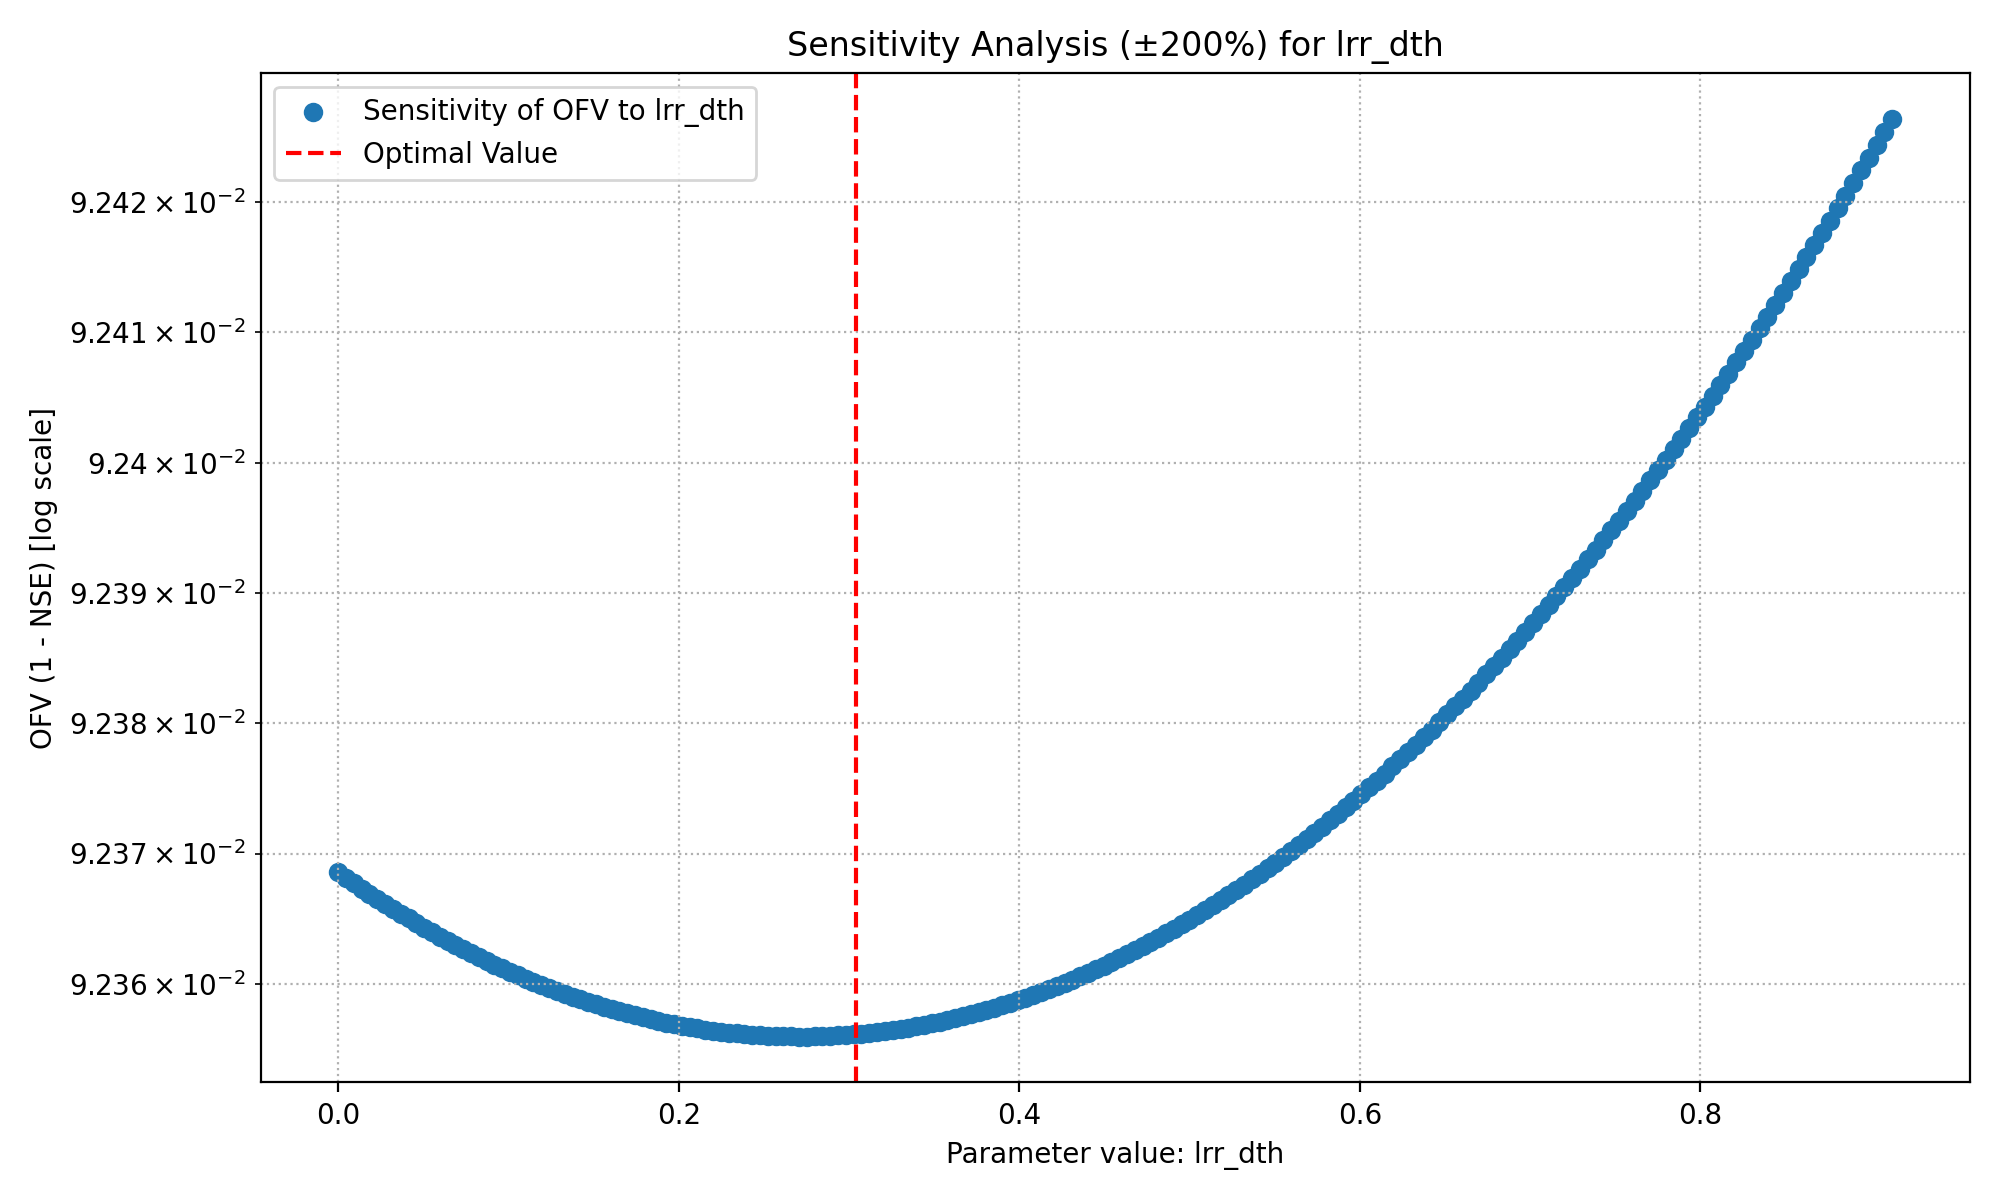 Sensitivity Analysis (±200%) for lrr_dth
Sensitivity of OFV to lrr_dth
Optimal Value
OFV (1 - NSE) [log scale]
9.242 × 10⁻²
9.241 × 10⁻²
9.24 × 10⁻²
9.239 × 10⁻²
9.238 × 10⁻²
9.237 × 10⁻²
9.236 × 10⁻²
0.0 0.2 0.4 0.6 0.8
Parameter value: lrr_dth